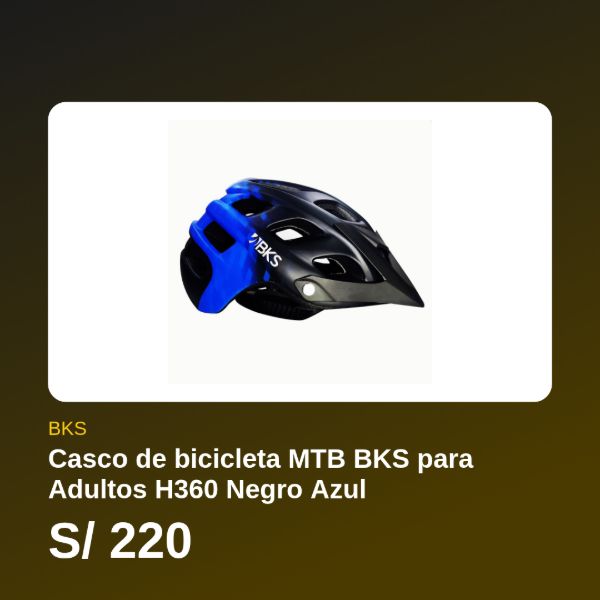 BKS
BKS
Casco de bicicleta MTB BKS para
Adultos H360 Negro Azul
S/ 220